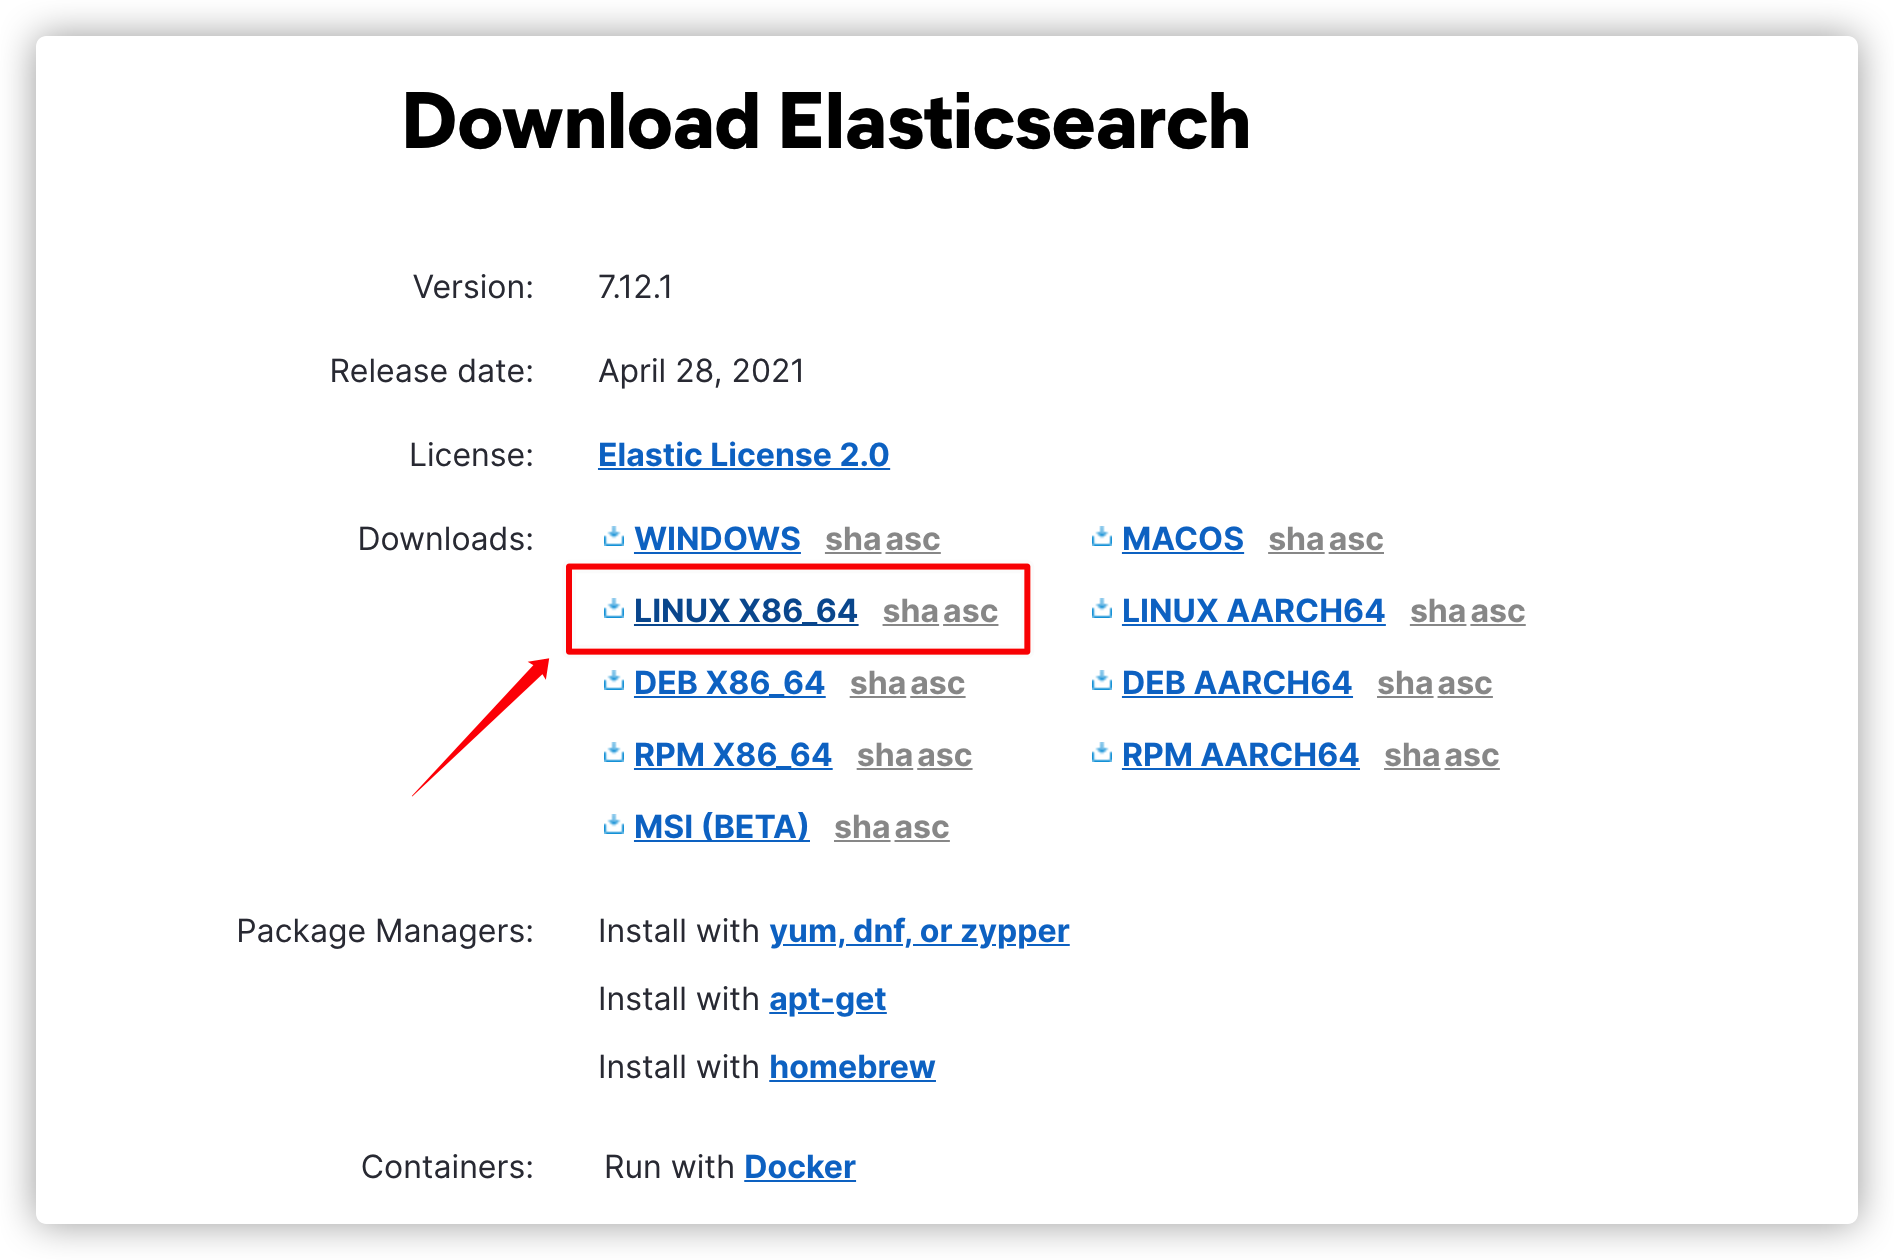 Download Elasticsearch
Version: 7.12.1
Release date: April 28, 2021
License: Elastic License 2.0
Downloads: WINDOWS sha asc MACOS sha asc
LINUX X86_64 sha asc LINUX AARCH64 sha asc
DEB X86_64 sha asc DEB AARCH64 sha asc
RPM X86_64 sha asc RPM AARCH64 sha asc
MSI (BETA) sha asc
Package Managers: Install with yum, dnf, or zypper
Install with apt-get
Install with homebrew
Containers: Run with Docker